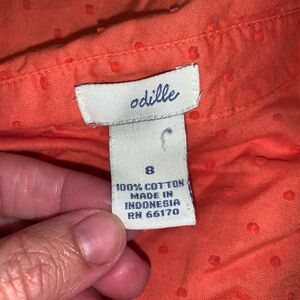 odille
8
100% COTTON
MADE IN
INDONESIA
RN 66170